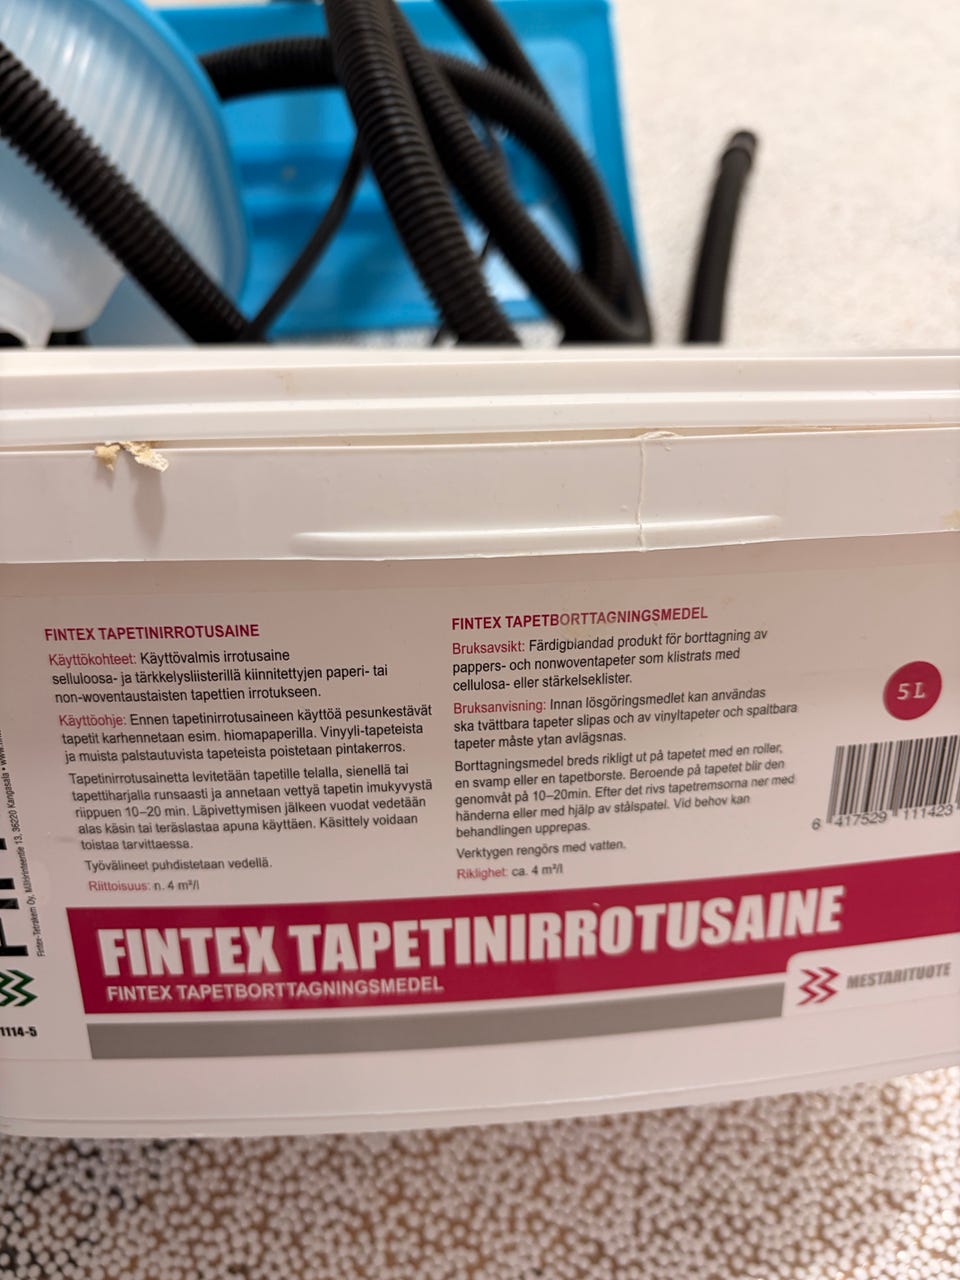 FINTEX TAPETINIRROTUSAINE
Käyttökohteet: Käyttövalmis irrotusaine
selluloosa- ja tärkkelysliisterillä kiinnitettyjen paperi- tai
non-woventaustaisten tapettien irrotukseen.
Käyttöohje: Ennen tapetinirrotusaineen käyttöä pesunkestävät
tapetit karhennetaan esim. hiomapaperilla. Vinyyli-tapeteista
ja muista palstautuvista tapeteista poistetaan pintakerros.
Tapetinirrotusainetta levitetään tapetille telalla, sienellä tai
tapettiharjalla runsaasti ja annetaan vettyä tapetin imukyvystä
riippuen 10–20 min. Läpivettymisen jälkeen vuodat vedetään
alas käsin tai teräslastaa apuna käyttäen. Käsittely voidaan
toistaa tarvittaessa.
Työvälineet puhdistetaan vedellä.
Riittoisuus: n. 4 m²/l
FINTEX TAPETBORTTAGNINGSMEDEL
Bruksavsikt: Färdigblandad produkt för borttagning av
pappers- och nonwoventapeter som klistrats med
cellulosa- eller stärkelseklister.
Bruksanvisning: Innan lösgöringsmedlet kan användas
ska tvättbara tapeter slipas och av vinyltapeter och spaltbara
tapeter måste ytan avlägsnas.
Borttagningsmedel breds rikligt ut på tapetet med en roller,
en svamp eller en tapetborste. Beroende på tapetet blir den
genomvåt på 10–20min. Efter det rivs tapetremsorna ner med
händerna eller med hjälp av stålspatel. Vid behov kan
behandlingen upprepas.
Verktygen rengörs med vatten.
Riklighet: ca. 4 m²/l
5 L
6 417529 111423
FINTEX TAPETINIRROTUSAINE
FINTEX TAPETBORTTAGNINGSMEDEL
MESTARITUOTE
Fintex-Tetrakem Oy, 13, 36220 Kangasala •
1114-5